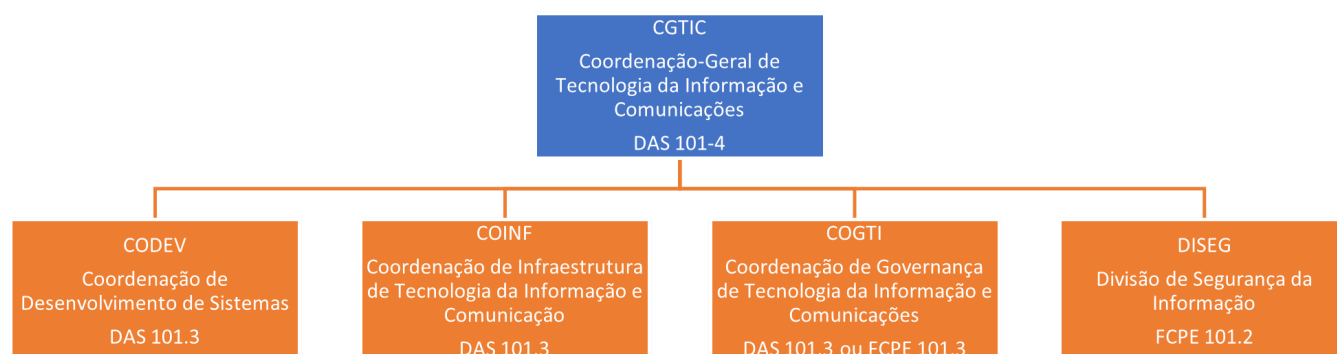 CGTIC
Coordenação-Geral de
Tecnologia da Informação e
Comunicações
DAS 101-4
CODEV
Coordenação de
Desenvolvimento de Sistemas
DAS 101.3
COINF
Coordenação de Infraestrutura
de Tecnologia da Informação e
Comunicação
DAS 101.3
COGTI
Coordenação de Governança
de Tecnologia da Informação e
Comunicações
DAS 101.3 ou FCPE 101.3
DISEG
Divisão de Segurança da
Informação
FCPE 101.2